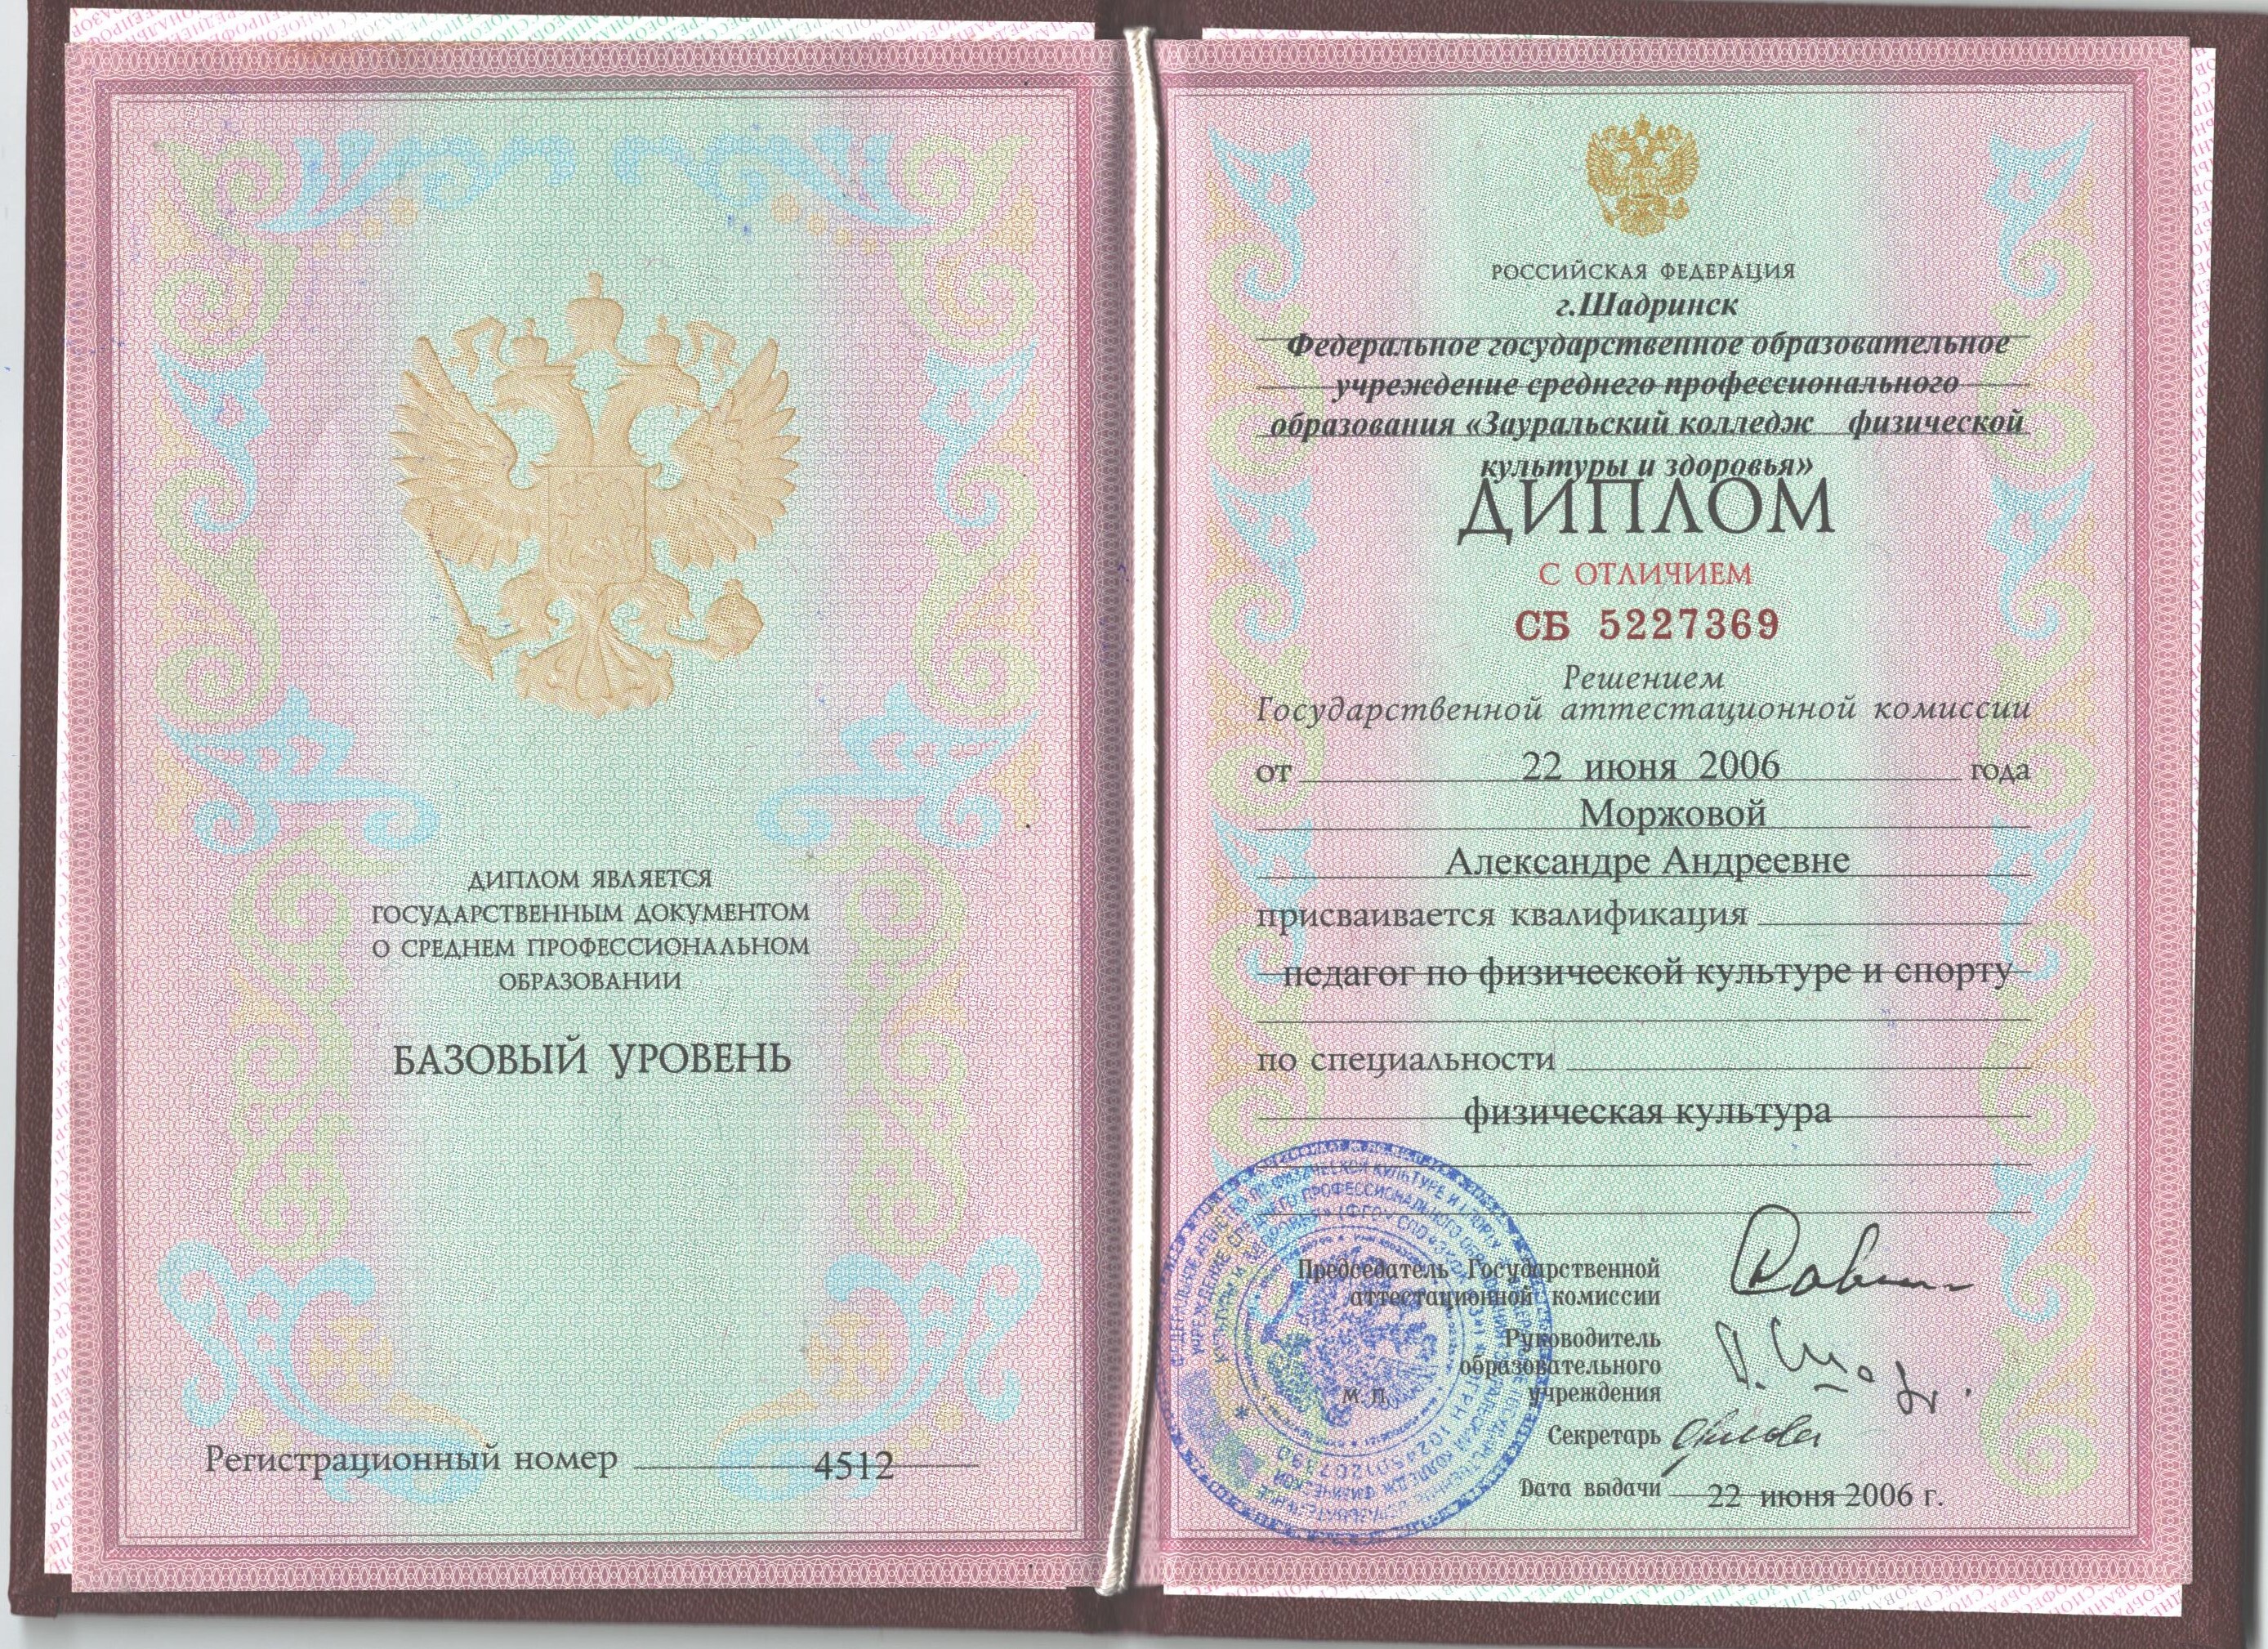 ДИПЛОМ ЯВЛЯЕТСЯ
ГОСУДАРСТВЕННЫМ ДОКУМЕНТОМ
О СРЕДНЕМ ПРОФЕССИОНАЛЬНОМ
ОБРАЗОВАНИИ
БАЗОВЫЙ УРОВЕНЬ
Регистрационный номер 4512
РОССИЙСКАЯ ФЕДЕРАЦИЯ
г.Шадринск
Федеральное государственное образовательное
учреждение среднего профессионального
образования «Зауральский колледж физической
культуры и здоровья»
ДИПЛОМ
С ОТЛИЧИЕМ
СБ 5227369
Решением
Государственной аттестационной комиссии
от 22 июня 2006 года
Моржовой
Александре Андреевне
присваивается квалификация
педагог по физической культуре и спорту
по специальности
физическая культура
Председатель Государственной
аттестационной комиссии
Руководитель
образовательного
учреждения
М.П.
Секретарь
Дата выдачи 22 июня 2006 г.